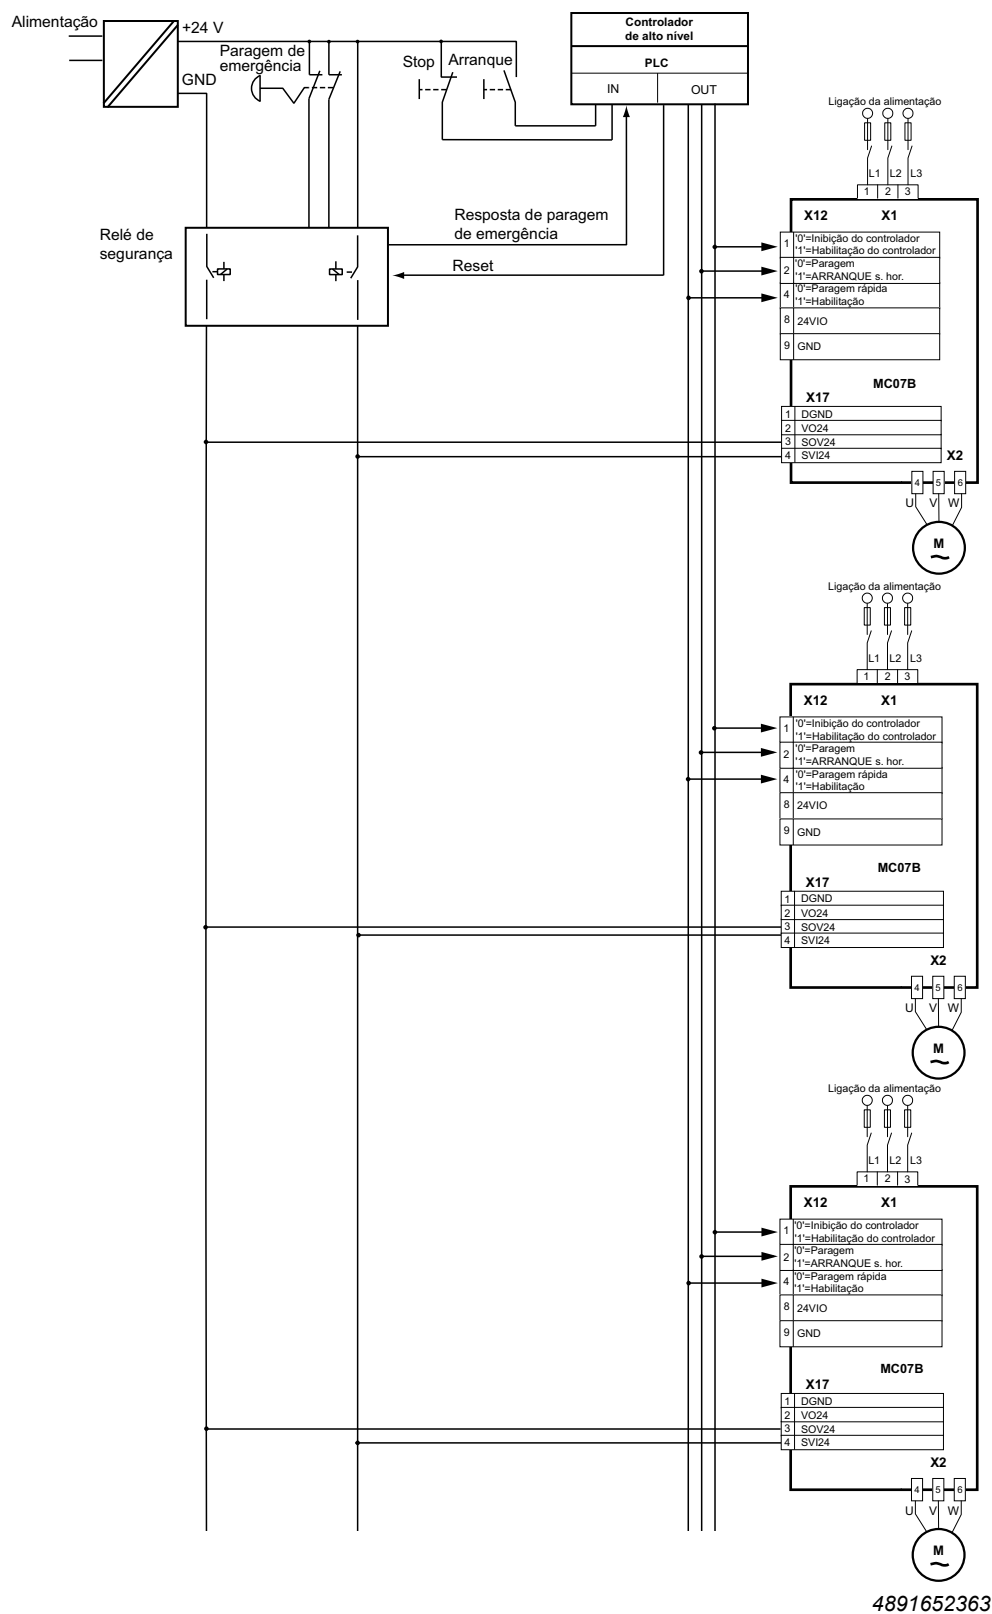 Alimentação
+24 V
GND
Paragem de
emergência
Stop
Arranque
Controlador
de alto nível
PLC
IN
OUT
Relé de
segurança
Resposta de paragem
de emergência
Reset
Ligação da alimentação
L1 L2 L3
1 2 3
X12 X1
1 '0'=Inibição do controlador
'1'=Habilitação do controlador
2 '0'=Paragem
'1'=ARRANQUE s. hor.
4 '0'=Paragem rápida
'1'=Habilitação
8 24VIO
9 GND
MC07B
X17
1 DGND
2 VO24
3 SOV24
4 SVI24
X2
4 5 6
U V W
M
Ligação da alimentação
L1 L2 L3
1 2 3
X12 X1
1 '0'=Inibição do controlador
'1'=Habilitação do controlador
2 '0'=Paragem
'1'=ARRANQUE s. hor.
4 '0'=Paragem rápida
'1'=Habilitação
8 24VIO
9 GND
MC07B
X17
1 DGND
2 VO24
3 SOV24
4 SVI24
X2
4 5 6
U V W
M
Ligação da alimentação
L1 L2 L3
1 2 3
X12 X1
1 '0'=Inibição do controlador
'1'=Habilitação do controlador
2 '0'=Paragem
'1'=ARRANQUE s. hor.
4 '0'=Paragem rápida
'1'=Habilitação
8 24VIO
9 GND
MC07B
X17
1 DGND
2 VO24
3 SOV24
4 SVI24
X2
4 5 6
U V W
M
4891652363